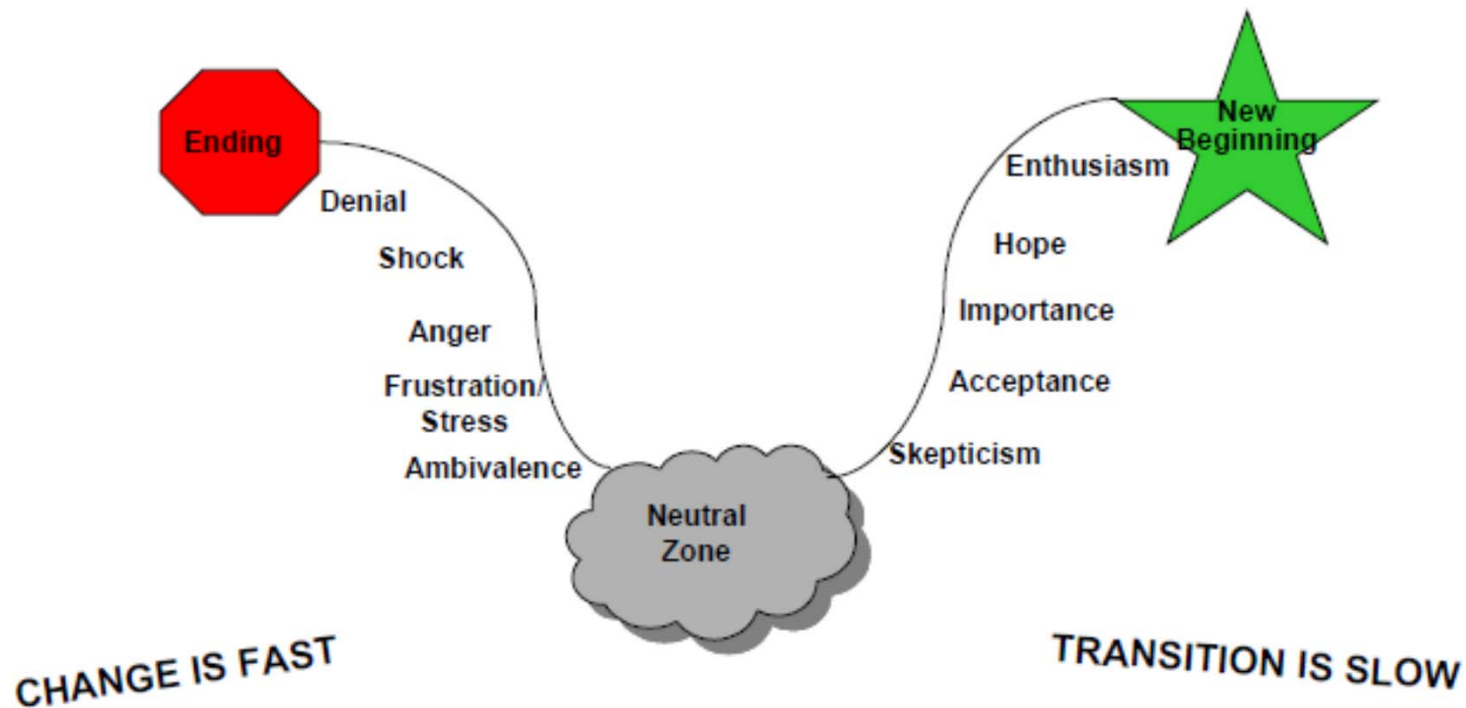 Ending
Denial
Shock
Anger
Frustration/
Stress
Ambivalence
Neutral
Zone
Skepticism
Acceptance
Importance
Hope
Enthusiasm
New
Beginning
CHANGE IS FAST
TRANSITION IS SLOW